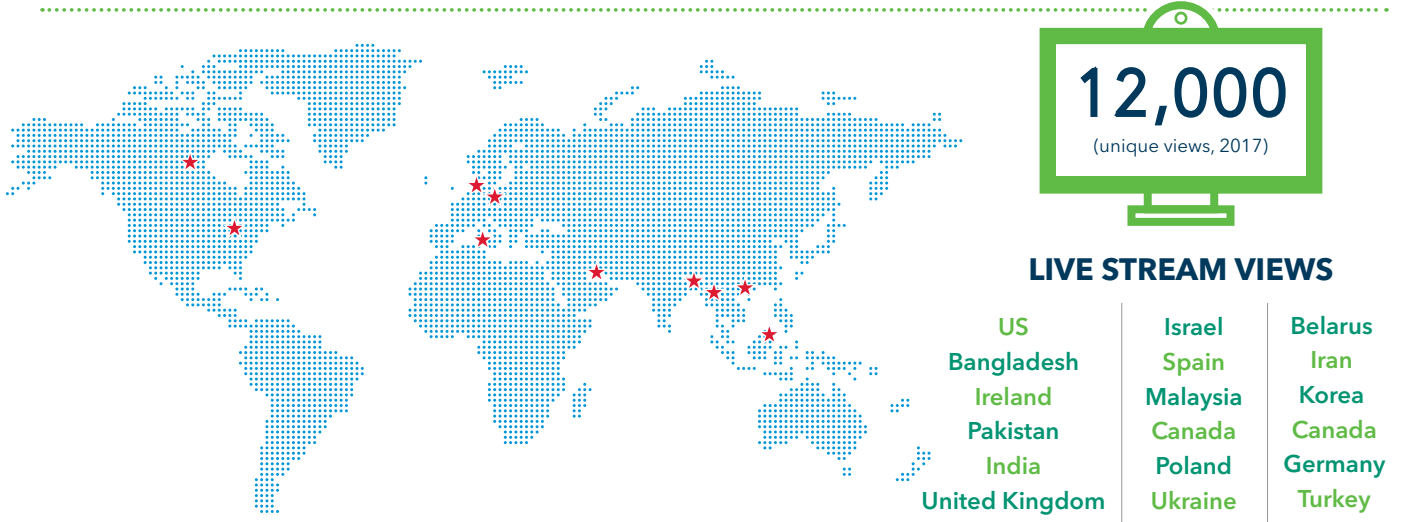 12,000
(unique views, 2017)
LIVE STREAM VIEWS
US
Bangladesh
Ireland
Pakistan
India
United Kingdom
Israel
Spain
Malaysia
Canada
Poland
Ukraine
Belarus
Iran
Korea
Canada
Germany
Turkey